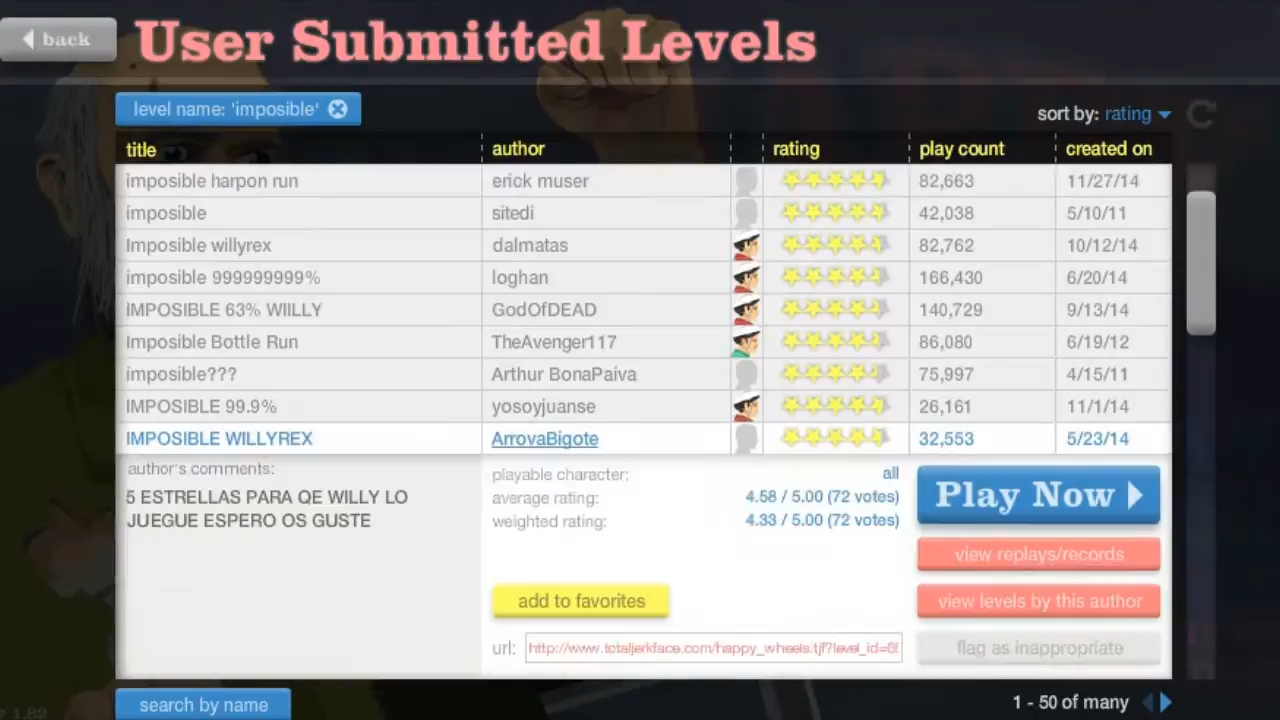 back
User Submitted Levels
level name: 'imposible'
sort by: rating
title author rating play count created on
imposible harpon run erick muser 82,663 11/27/14
imposible sitedi 42,038 5/10/11
Imposible willyrex dalmatas 82,762 10/12/14
imposible 999999999% loghan 166,430 6/20/14
IMPOSIBLE 63% WIILLY GodOfDEAD 140,729 9/13/14
Imposible Bottle Run TheAvenger117 86,080 6/19/12
imposible??? Arthur BonaPaiva 75,997 4/15/11
IMPOSIBLE 99.9% yosoyjuanse 26,161 11/1/14
IMPOSIBLE WILLYREX ArrovaBigote 32,553 5/23/14
author's comments:
5 ESTRELLAS PARA QE WILLY LO
JUEGUE ESPERO OS GUSTE
playable character: all
average rating: 4.58 / 5.00 (72 votes)
weighted rating: 4.33 / 5.00 (72 votes)
add to favorites
url: http://www.totaljerkface.com/happy_wheels.tjf?level_id=
Play Now
view replays/records
view levels by this author
flag as inappropriate
search by name
1 - 50 of many
1.89